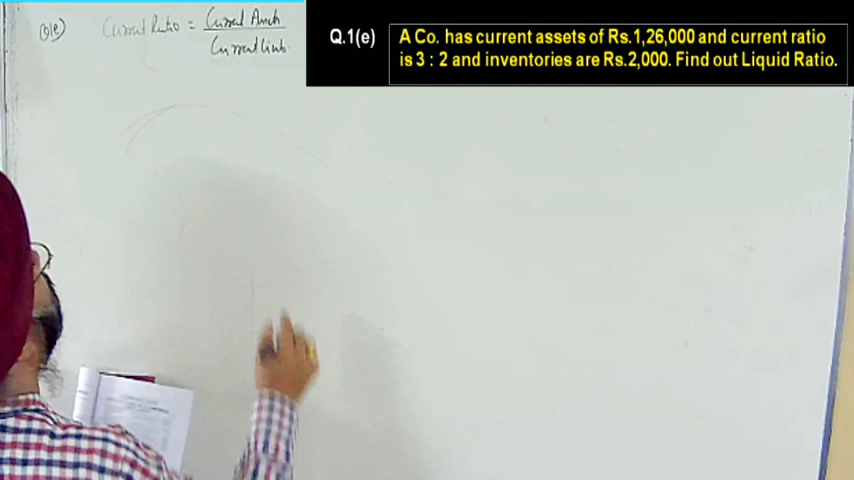 Q.1(e) A Co. has current assets of Rs.1,26,000 and current ratio
is 3 : 2 and inventories are Rs.2,000. Find out Liquid Ratio.
Current Ratio = Current Assets
Current Liab.